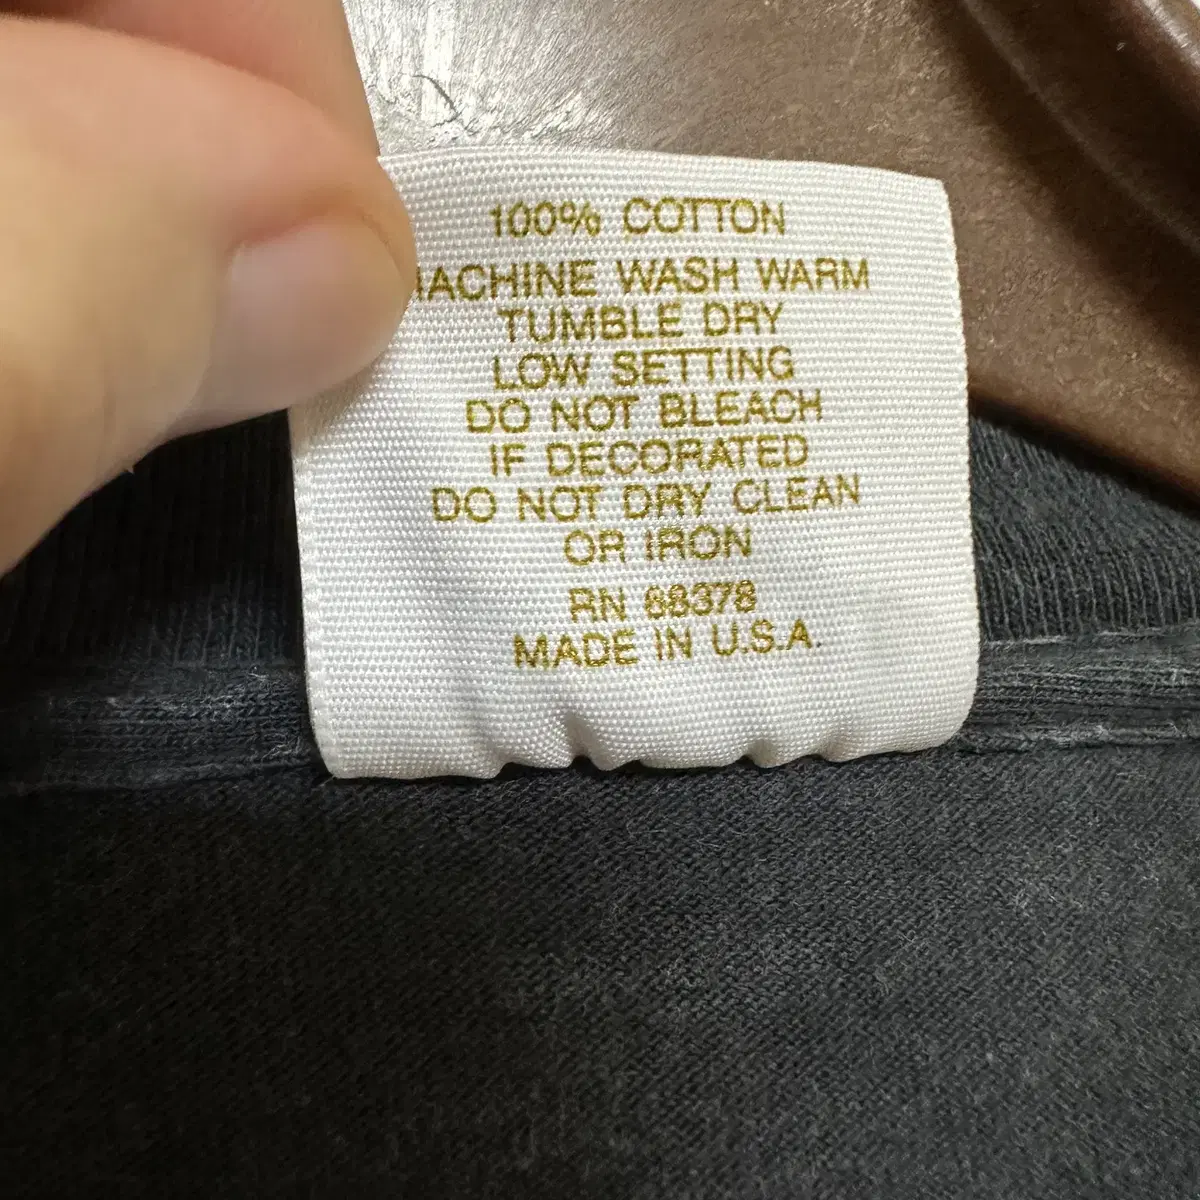 100% COTTON
MACHINE WASH WARM
TUMBLE DRY
LOW SETTING
DO NOT BLEACH
IF DECORATED
DO NOT DRY CLEAN
OR IRON
RN 68378
MADE IN U.S.A.